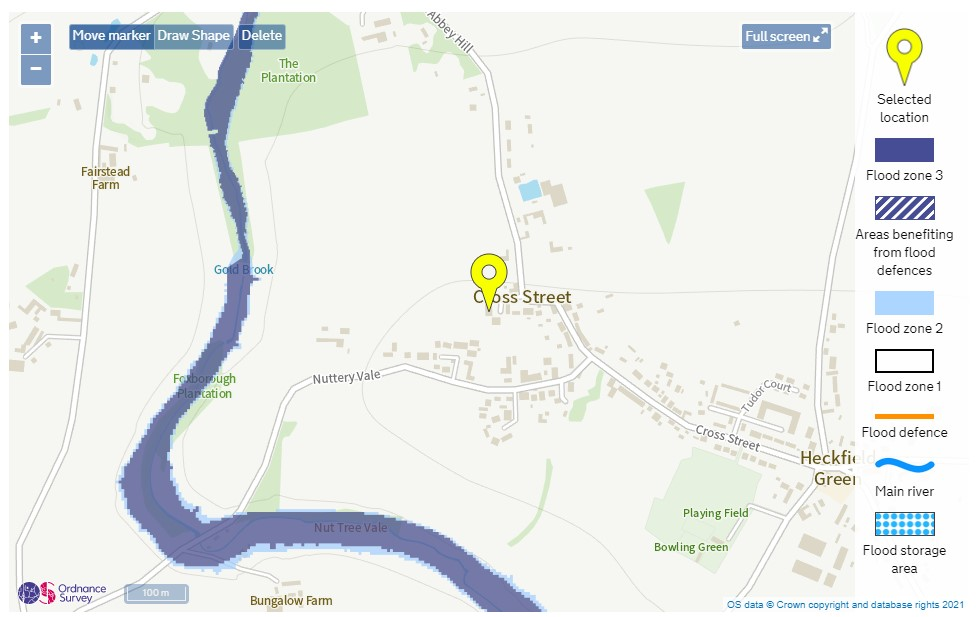 +
−
Move marker
Draw Shape
Delete
Full screen
Abbey Hill
The
Plantation
Fairstead
Farm
Gold Brook
Cross Street
Foxborough
Plantation
Nuttery Vale
Tudor Court
Cross Street
Heckfield
Green
Playing Field
Bowling Green
Nut Tree Vale
Bungalow Farm
Ordnance
Survey
100 m
Selected
location
Flood zone 3
Areas benefiting
from flood
defences
Flood zone 2
Flood zone 1
Flood defence
Main river
Flood storage
area
OS data © Crown copyright and database rights 2021